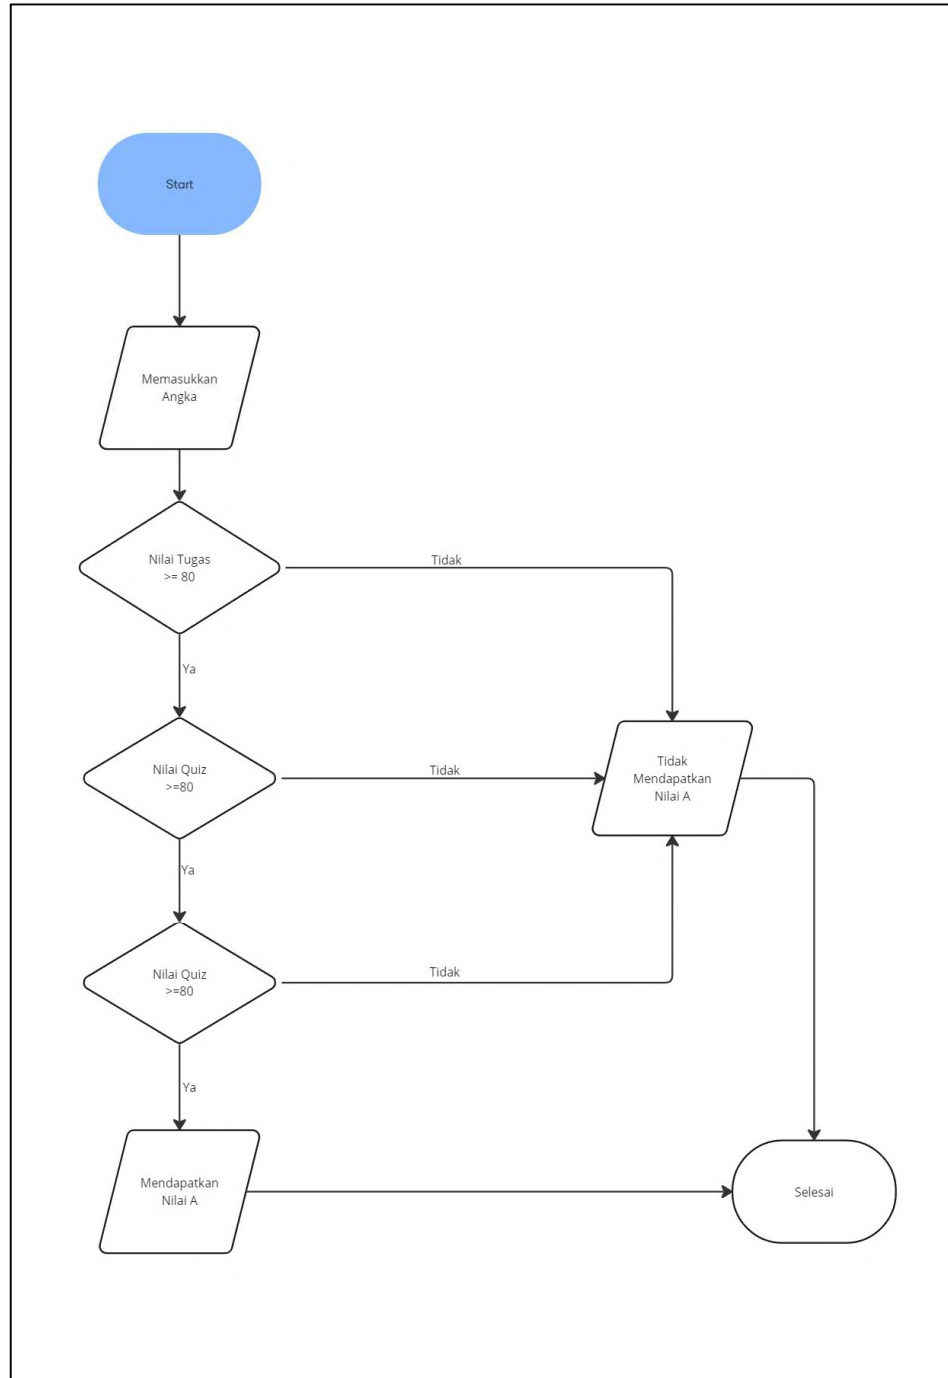 Start
Memasukkan
Angka
Nilai Tugas
>= 80
Tidak
Ya
Nilai Quiz
>=80
Tidak
Tidak
Mendapatkan
Nilai A
Ya
Nilai Quiz
>=80
Tidak
Ya
Mendapatkan
Nilai A
Selesai